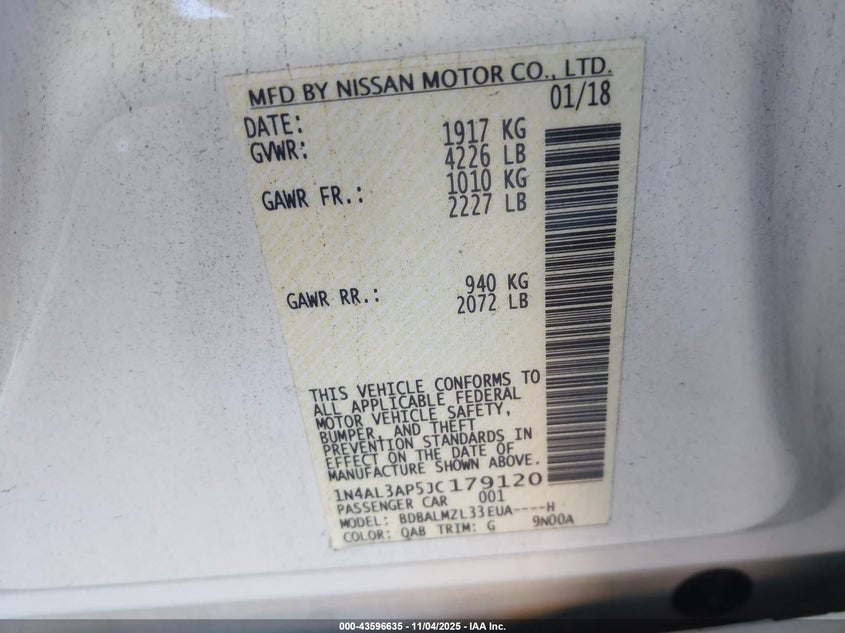 MFD BY NISSAN MOTOR CO., LTD.
DATE: 01/18
GVWR: 1917 KG
4226 LB
GAWR FR.: 1010 KG
2227 LB
GAWR RR.: 940 KG
2072 LB
THIS VEHICLE CONFORMS TO
ALL APPLICABLE FEDERAL
MOTOR VEHICLE SAFETY,
BUMPER, AND THEFT
PREVENTION STANDARDS IN
EFFECT ON THE DATE OF
MANUFACTURE SHOWN ABOVE.
1N4AL3AP5JC179120
PASSENGER CAR 001
MODEL: BDBALMZL33EUA----H
COLOR: QAB TRIM: G 9N00A
000-43596635 - 11/04/2025 - IAA Inc.